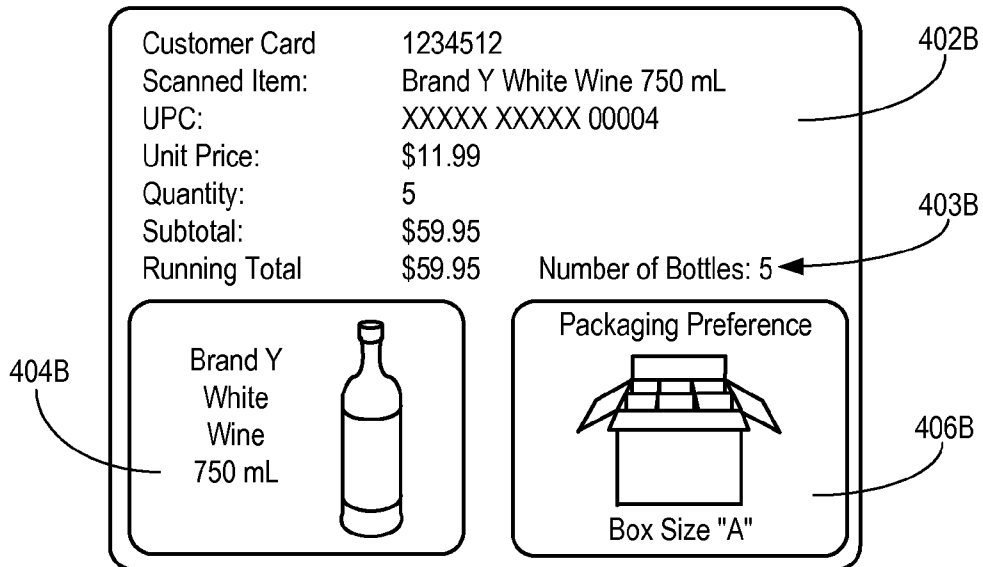 Customer Card 1234512
Scanned Item: Brand Y White Wine 750 mL
UPC: XXXXX XXXXX 00004
Unit Price: $11.99
Quantity: 5
Subtotal: $59.95
Running Total $59.95 Number of Bottles: 5
402B
403B
Brand Y
White
Wine
750 mL
404B
Packaging Preference
Box Size "A"
406B